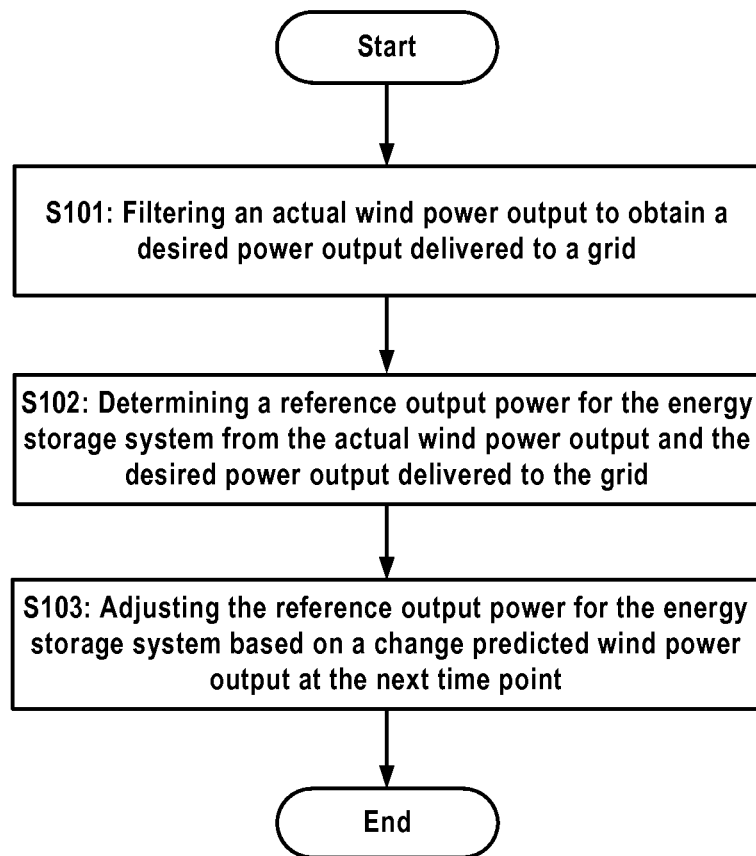 Start
S101: Filtering an actual wind power output to obtain a
desired power output delivered to a grid
S102: Determining a reference output power for the energy
storage system from the actual wind power output and the
desired power output delivered to the grid
S103: Adjusting the reference output power for the energy
storage system based on a change predicted wind power
output at the next time point
End